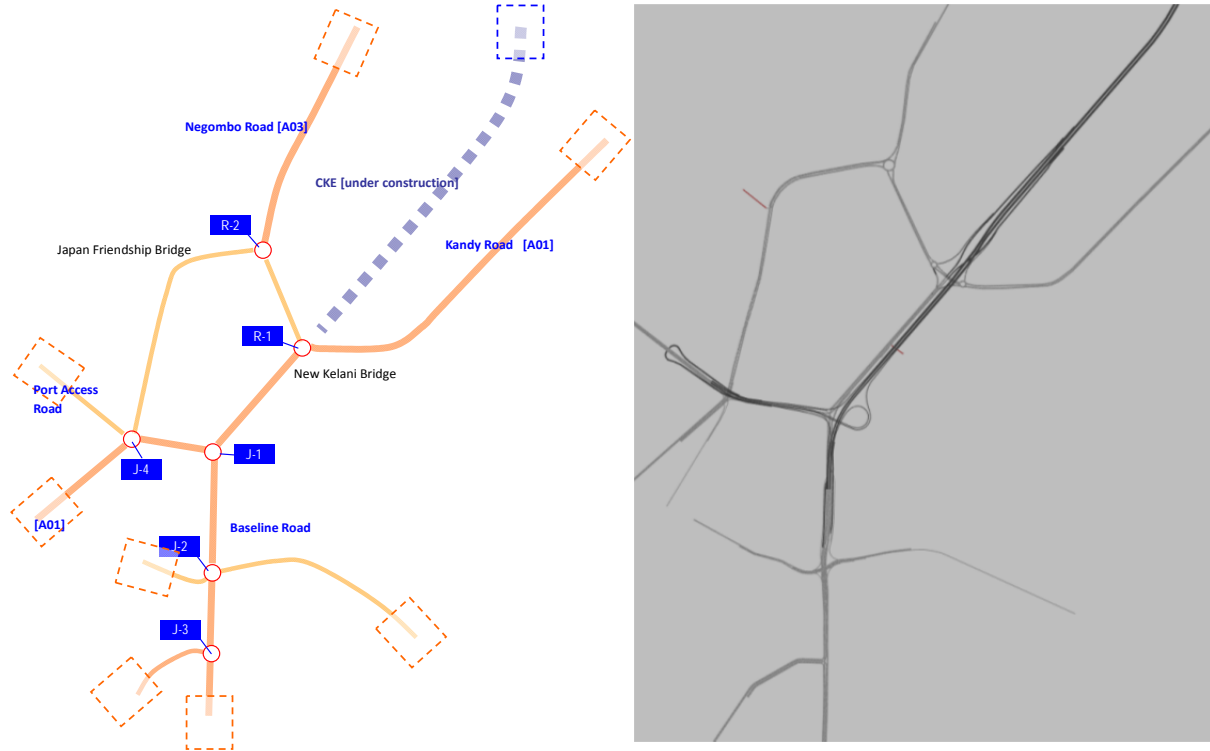 Negombo Road [A03]
CKE [under construction]
R-2
Kandy Road [A01]
Japan Friendship Bridge
R-1
New Kelani Bridge
Port Access
Road
J-1
J-4
[A01]
Baseline Road
J-2
J-3